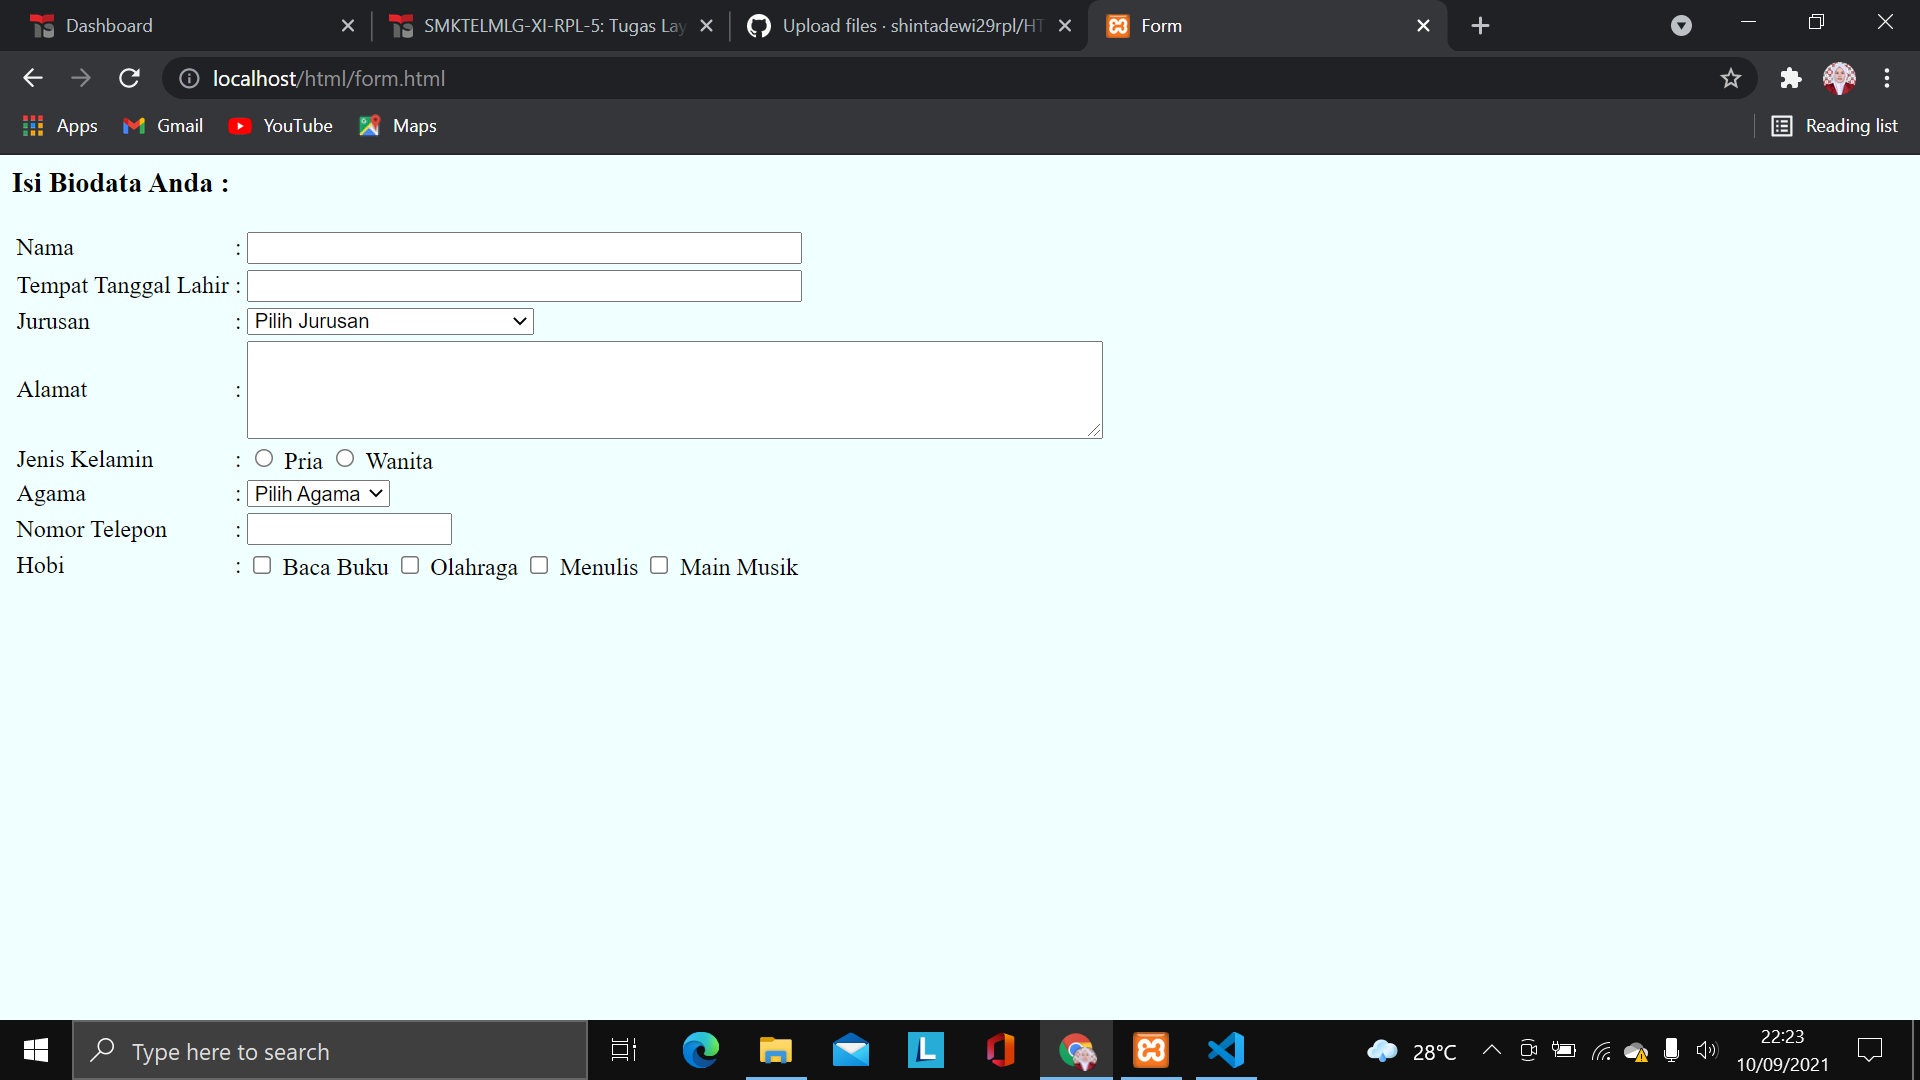 Dashboard
SMKTELMLG-XI-RPL-5: Tugas Lay
Upload files · shintadewi29rpl/HT
Form
localhost/html/form.html
Apps
Gmail
YouTube
Maps
Reading list
Isi Biodata Anda :
Nama :
Tempat Tanggal Lahir :
Jurusan : Pilih Jurusan
Alamat :
Jenis Kelamin : Pria Wanita
Agama : Pilih Agama
Nomor Telepon :
Hobi : Baca Buku Olahraga Menulis Main Musik
Type here to search
L
28°C
22:23
10/09/2021